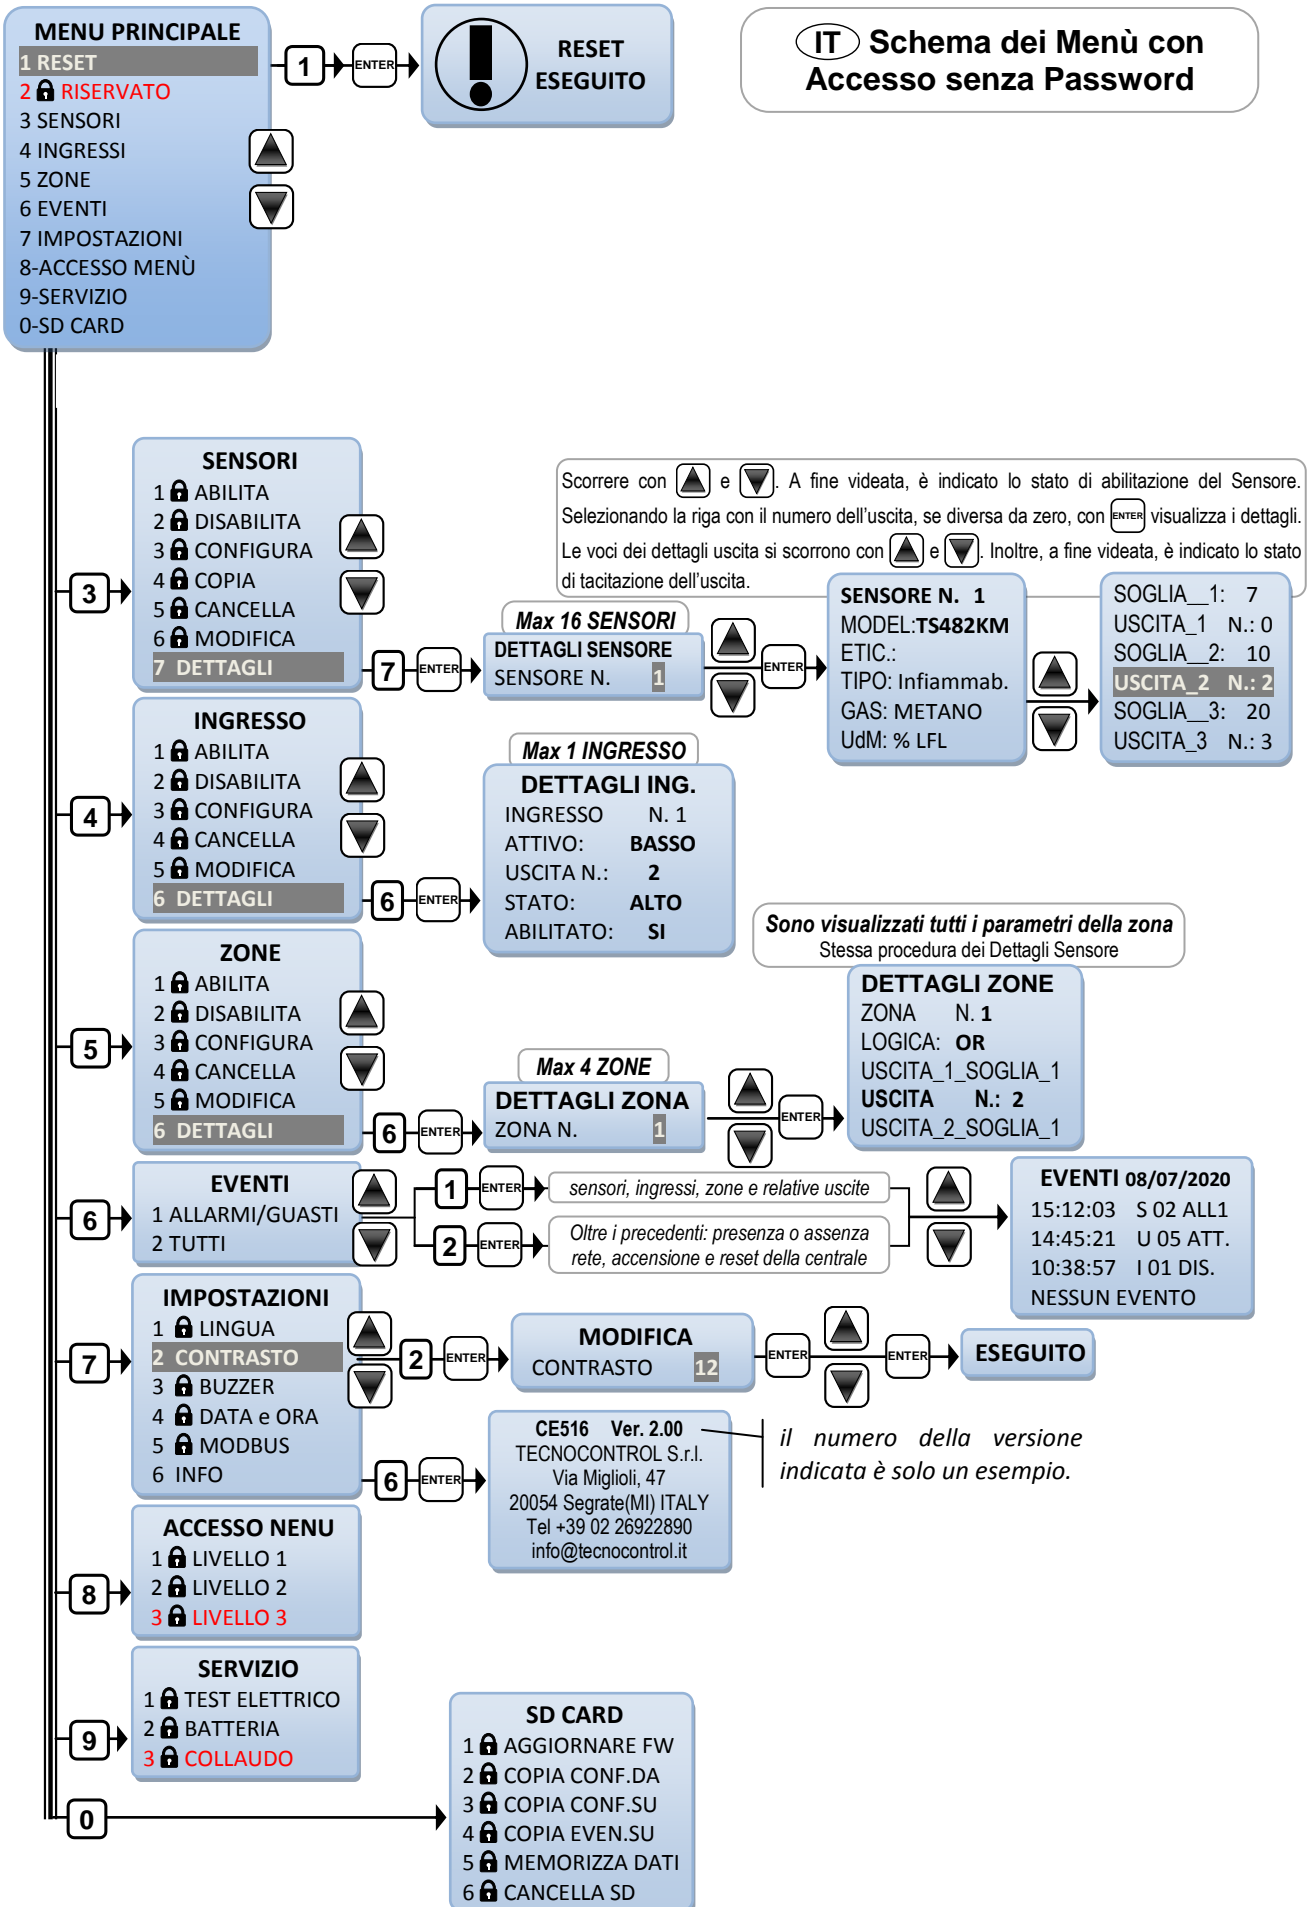 MENU PRINCIPALE
1 RESET
2 RISERVATO
3 SENSORI
4 INGRESSI
5 ZONE
6 EVENTI
7 IMPOSTAZIONI
8-ACCESSO MENÙ
9-SERVIZIO
0-SD CARD
1
ENTER
RESET
ESEGUITO
IT Schema dei Menù con
Accesso senza Password
3
SENSORI
1 ABILITA
2 DISABILITA
3 CONFIGURA
4 COPIA
5 CANCELLA
6 MODIFICA
7 DETTAGLI
7
ENTER
Max 16 SENSORI
DETTAGLI SENSORE
SENSORE N. 1
ENTER
Scorrere con e . A fine videata, è indicato lo stato di abilitazione del Sensore.
Selezionando la riga con il numero dell'uscita, se diversa da zero, con ENTER visualizza i dettagli.
Le voci dei dettagli uscita si scorrono con e . Inoltre, a fine videata, è indicato lo stato
di tacitazione dell'uscita.
SENSORE N. 1
MODEL:TS482KM
ETIC.:
TIPO: Infiammab.
GAS: METANO
UdM: % LFL
SOGLIA__1: 7
USCITA_1 N.: 0
SOGLIA__2: 10
USCITA_2 N.: 2
SOGLIA__3: 20
USCITA_3 N.: 3
4
INGRESSO
1 ABILITA
2 DISABILITA
3 CONFIGURA
4 CANCELLA
5 MODIFICA
6 DETTAGLI
6
ENTER
Max 1 INGRESSO
DETTAGLI ING.
INGRESSO N. 1
ATTIVO: BASSO
USCITA N.: 2
STATO: ALTO
ABILITATO: SI
5
ZONE
1 ABILITA
2 DISABILITA
3 CONFIGURA
4 CANCELLA
5 MODIFICA
6 DETTAGLI
6
ENTER
Max 4 ZONE
DETTAGLI ZONA
ZONA N. 1
ENTER
Sono visualizzati tutti i parametri della zona
Stessa procedura dei Dettagli Sensore
DETTAGLI ZONE
ZONA N. 1
LOGICA: OR
USCITA_1_SOGLIA_1
USCITA N.: 2
USCITA_2_SOGLIA_1
6
EVENTI
1 ALLARMI/GUASTI
2 TUTTI
1
ENTER
sensori, ingressi, zone e relative uscite
2
ENTER
Oltre i precedenti: presenza o assenza
rete, accensione e reset della centrale
EVENTI 08/07/2020
15:12:03 S 02 ALL1
14:45:21 U 05 ATT.
10:38:57 I 01 DIS.
NESSUN EVENTO
7
IMPOSTAZIONI
1 LINGUA
2 CONTRASTO
3 BUZZER
4 DATA e ORA
5 MODBUS
6 INFO
2
ENTER
MODIFICA
CONTRASTO 12
ENTER
ENTER
ESEGUITO
6
ENTER
CE516 Ver. 2.00
TECNOCONTROL S.r.l.
Via Miglioli, 47
20054 Segrate(MI) ITALY
Tel +39 02 26922890
info@tecnocontrol.it
il numero della versione
indicata è solo un esempio.
8
ACCESSO NENU
1 LIVELLO 1
2 LIVELLO 2
3 LIVELLO 3
9
SERVIZIO
1 TEST ELETTRICO
2 BATTERIA
3 COLLAUDO
0
SD CARD
1 AGGIORNARE FW
2 COPIA CONF.DA
3 COPIA CONF.SU
4 COPIA EVEN.SU
5 MEMORIZZA DATI
6 CANCELLA SD